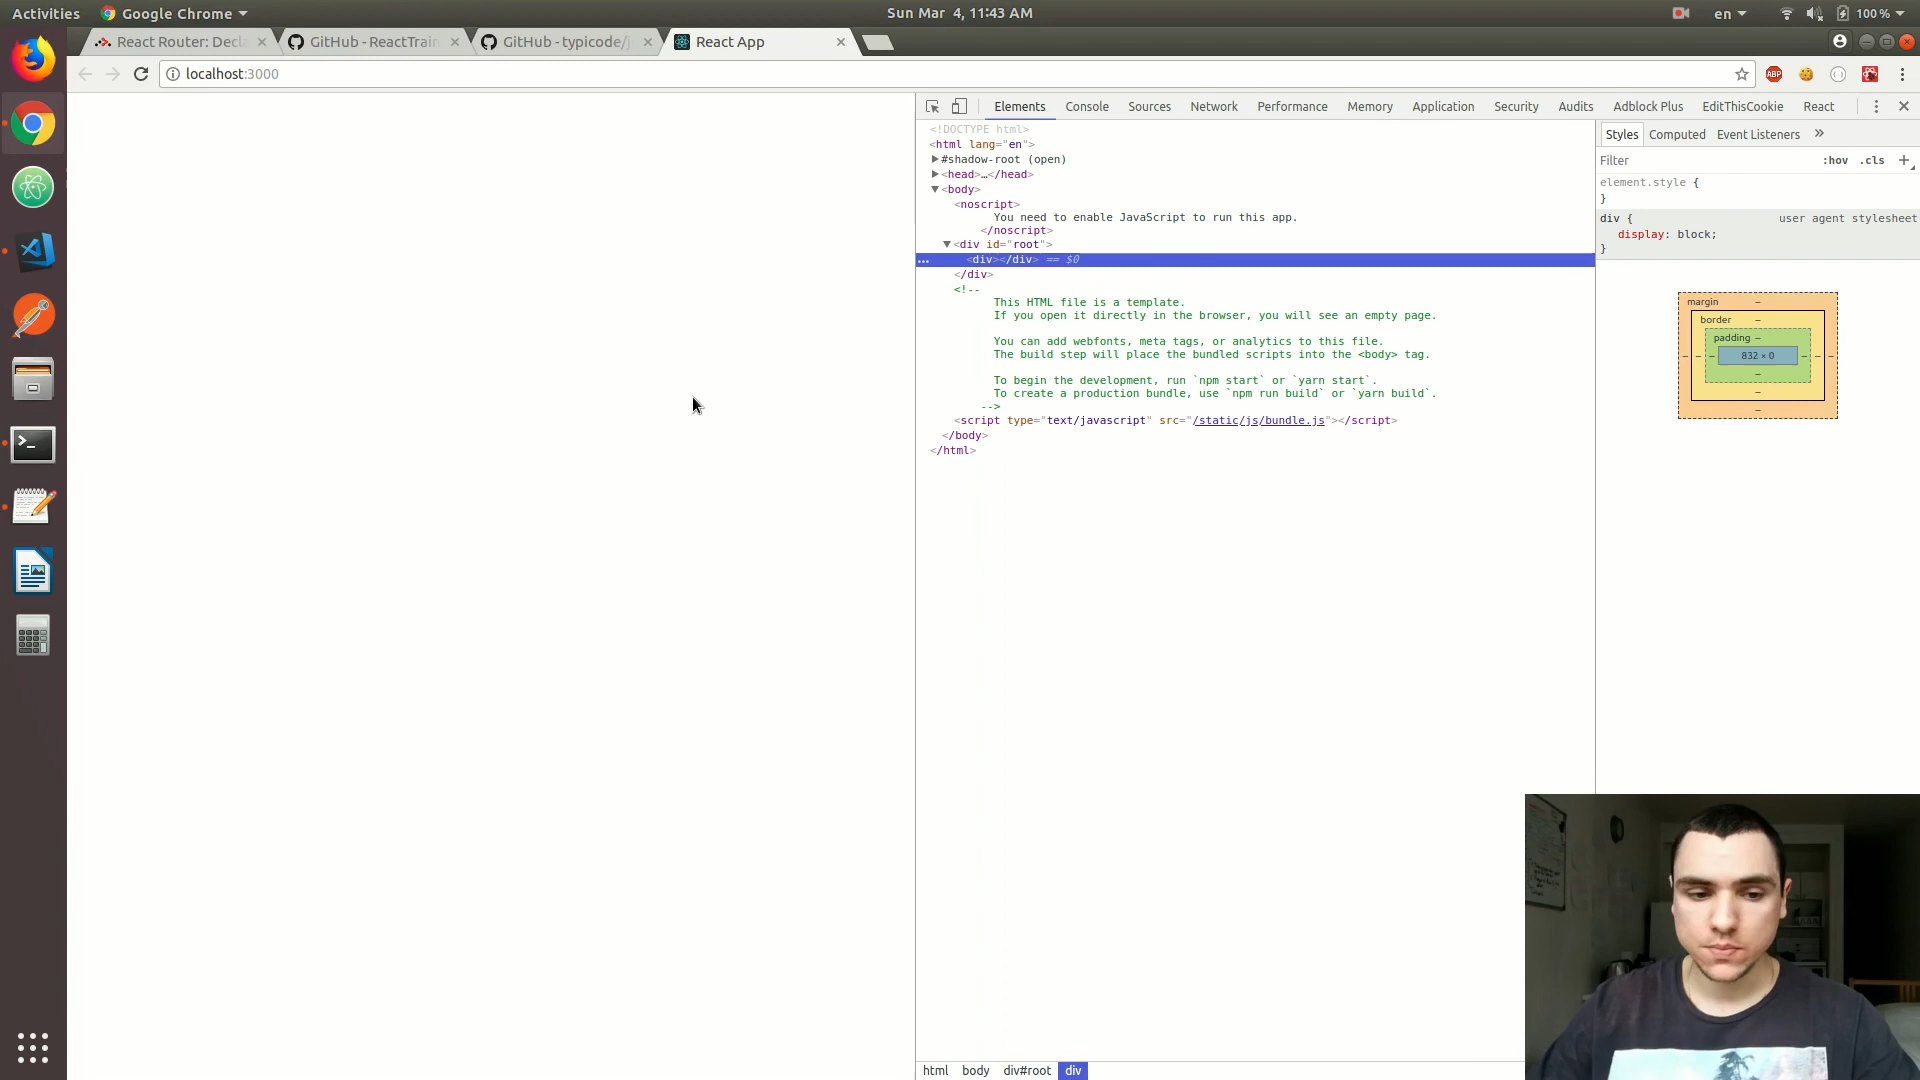 Activities Google Chrome Sun Mar 4, 11:43 AM en 100 %
React Router: Decla GitHub - ReactTrain GitHub - typicode/j React App
localhost:3000 ABP
Elements Console Sources Network Performance Memory Application Security Audits Adblock Plus EditThisCookie React
<!DOCTYPE html>
<html lang="en">
#shadow-root (open)
<head>…</head>
<body>
<noscript>
You need to enable JavaScript to run this app.
</noscript>
<div id="root">
... <div></div> == $0
</div>
<!--
This HTML file is a template.
If you open it directly in the browser, you will see an empty page.
You can add webfonts, meta tags, or analytics to this file.
The build step will place the bundled scripts into the <body> tag.
To begin the development, run `npm start` or `yarn start`.
To create a production bundle, use `npm run build` or `yarn build`.
-->
<script type="text/javascript" src="/static/js/bundle.js"></script>
</body>
</html>
Styles Computed Event Listeners »
Filter :hov .cls +
element.style {
}
div { user agent stylesheet
display: block;
}
margin –
border –
padding –
– – – 832 × 0 – – –
–
–
–
html body div#root div